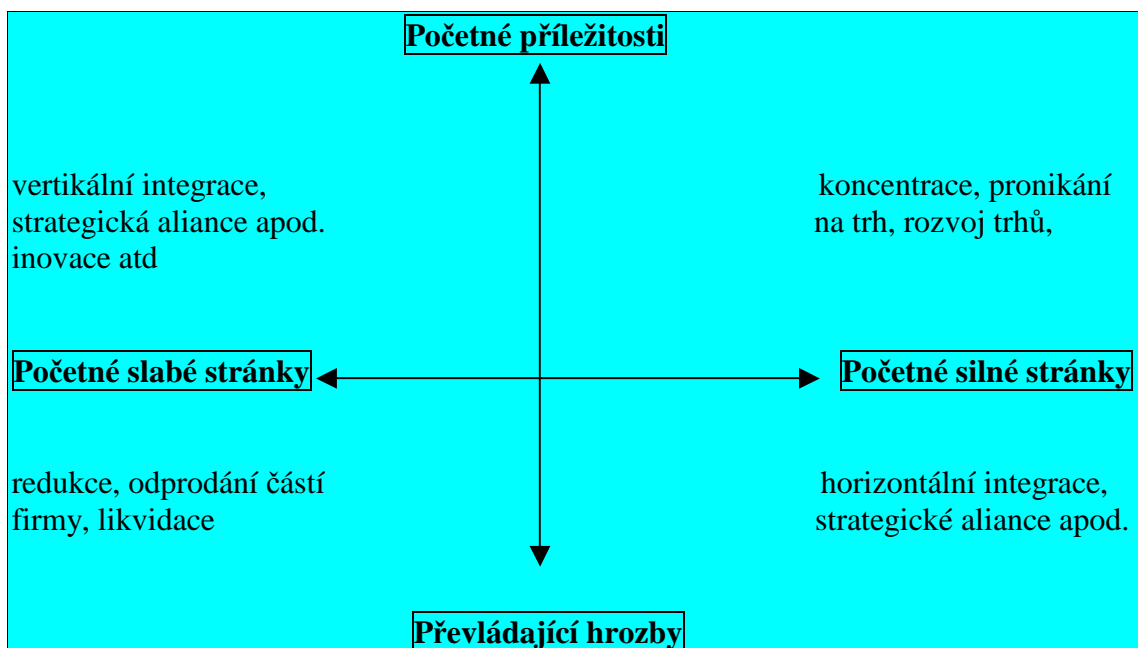 Početné příležitosti
vertikální integrace,
strategická aliance apod.
inovace atd
koncentrace, pronikání
na trh, rozvoj trhů,
Početné slabé stránky
Početné silné stránky
redukce, odprodání částí
firmy, likvidace
horizontální integrace,
strategické aliance apod.
Převládající hrozby